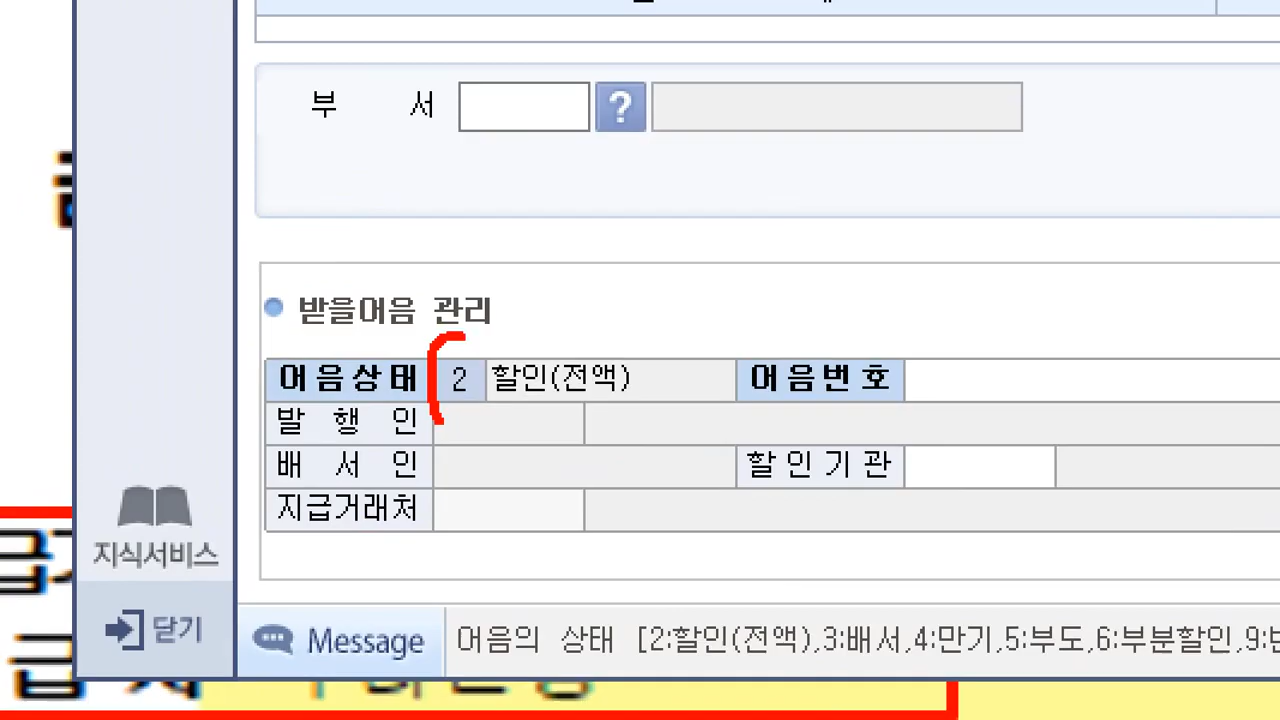 부 서 ?
받을어음 관리
어음상태 2 할인(전액) 어음번호
발 행 인
배 서 인 할인기관
지급거래처
지식서비스
닫기
Message 어음의 상태 [2:할인(전액),3:배서,4:만기,5:부도,6:부분할인,9: